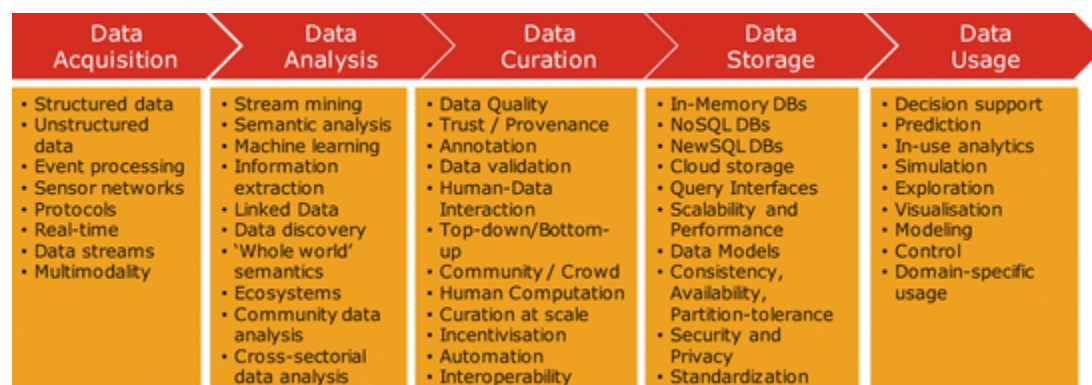 Data
Acquisition
• Structured data
• Unstructured
data
• Event processing
• Sensor networks
• Protocols
• Real-time
• Data streams
• Multimodality
Data
Analysis
• Stream mining
• Semantic analysis
• Machine learning
• Information
extraction
• Linked Data
• Data discovery
• ‘Whole world’
semantics
• Ecosystems
• Community data
analysis
• Cross-sectorial
data analysis
Data
Curation
• Data Quality
• Trust / Provenance
• Annotation
• Data validation
• Human-Data
Interaction
• Top-down/Bottom-
up
• Community / Crowd
• Human Computation
• Curation at scale
• Incentivisation
• Automation
• Interoperability
Data
Storage
• In-Memory DBs
• NoSQL DBs
• NewSQL DBs
• Cloud storage
• Query Interfaces
• Scalability and
Performance
• Data Models
• Consistency,
Availability,
Partition-tolerance
• Security and
Privacy
• Standardization
Data
Usage
• Decision support
• Prediction
• In-use analytics
• Simulation
• Exploration
• Visualisation
• Modeling
• Control
• Domain-specific
usage